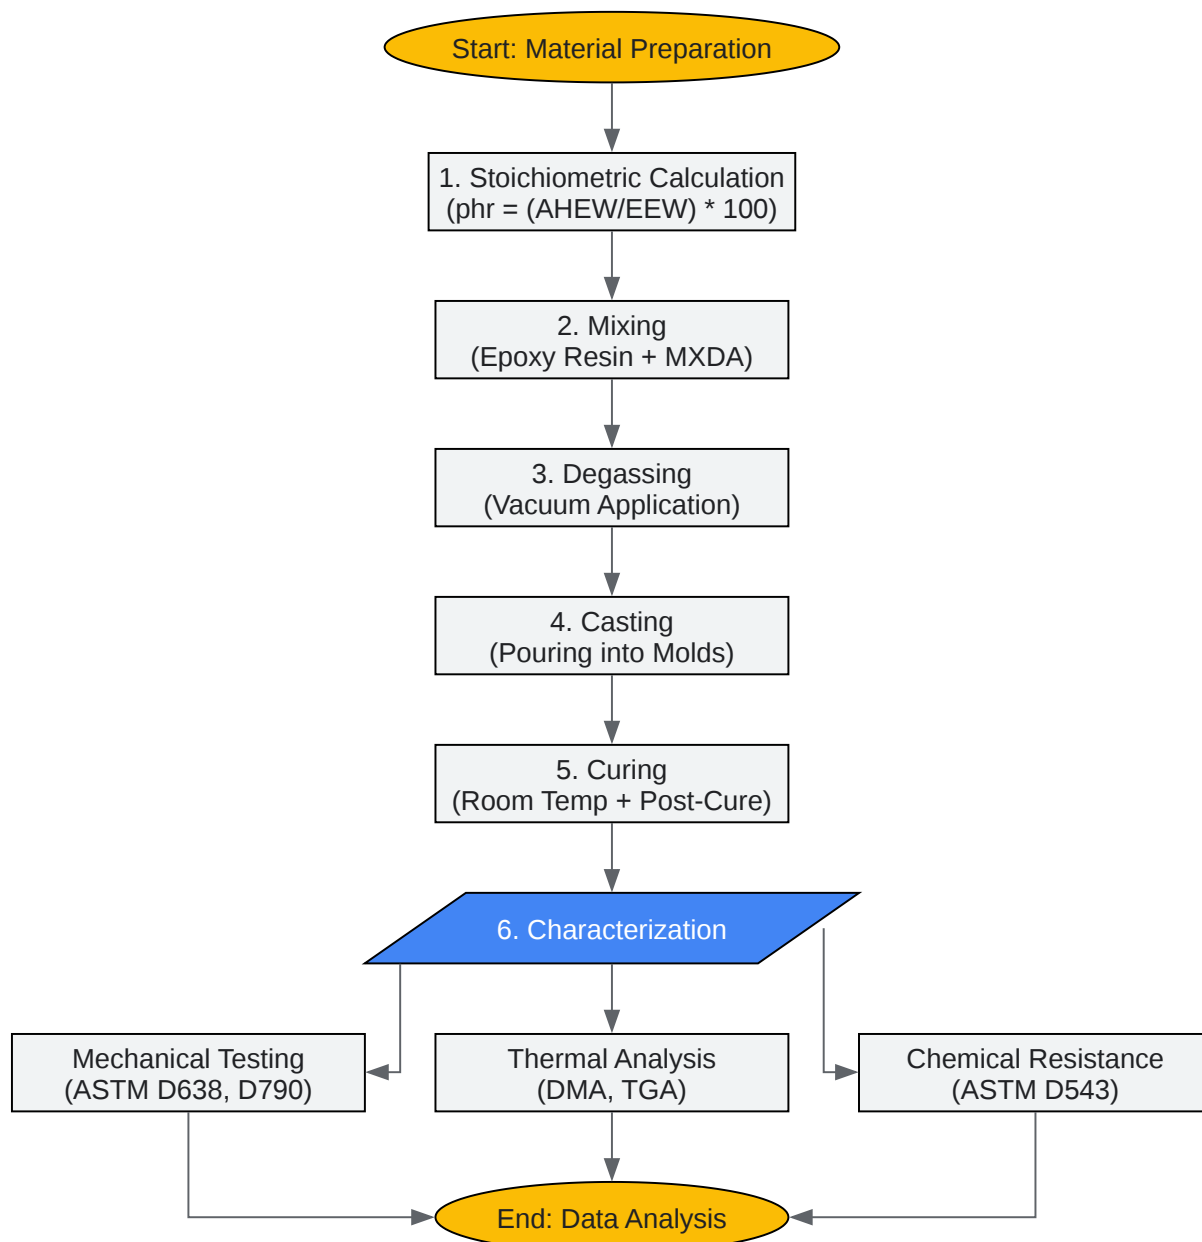 Start: Material Preparation
1. Stoichiometric Calculation
(phr = (AHEW/EEW) * 100)
2. Mixing
(Epoxy Resin + MXDA)
3. Degassing
(Vacuum Application)
4. Casting
(Pouring into Molds)
5. Curing
(Room Temp + Post-Cure)
6. Characterization
Mechanical Testing
(ASTM D638, D790)
Thermal Analysis
(DMA, TGA)
Chemical Resistance
(ASTM D543)
End: Data Analysis